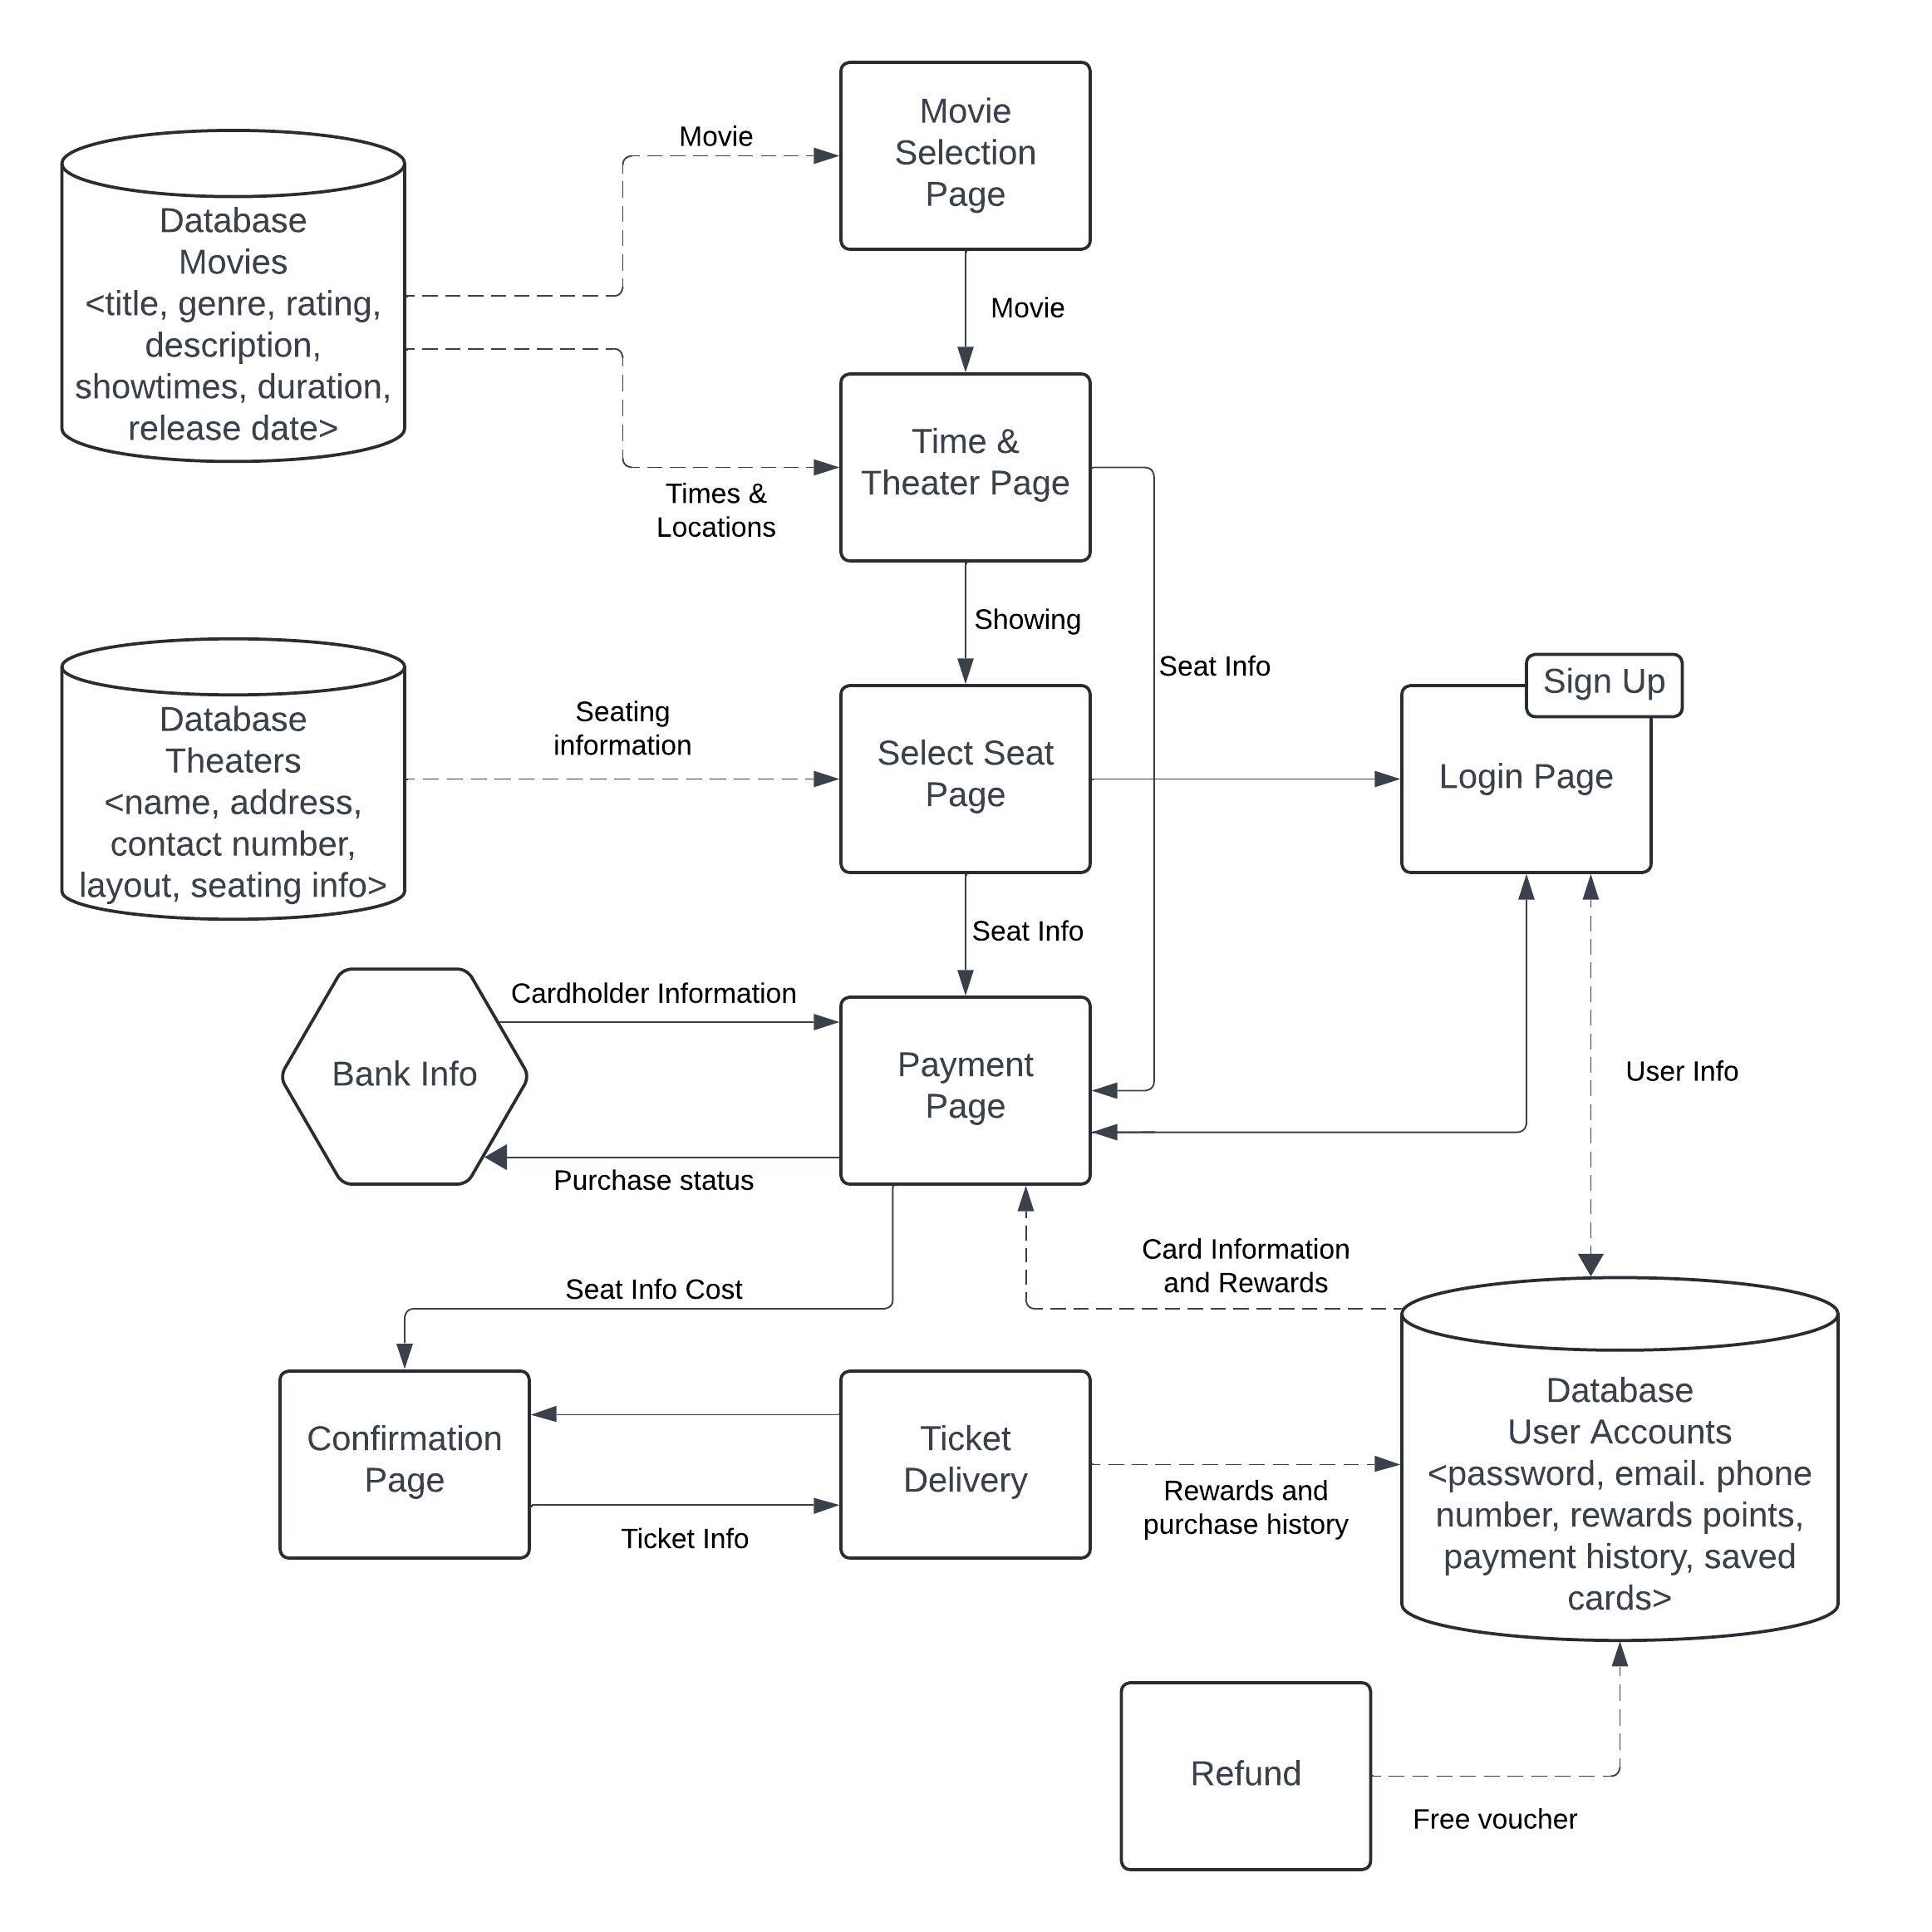 Movie
Selection
Page
Movie
Database
Movies
<title, genre, rating,
description,
showtimes, duration,
release date>
Movie
Time &
Theater Page
Times &
Locations
Showing
Seat Info
Sign Up
Login Page
Database
Theaters
<name, address,
contact number,
layout, seating info>
Seating
information
Select Seat
Page
Seat Info
Cardholder Information
Bank Info
Payment
Page
User Info
Purchase status
Card Information
and Rewards
Seat Info Cost
Confirmation
Page
Ticket
Delivery
Ticket Info
Rewards and
purchase history
Database
User Accounts
<password, email. phone
number, rewards points,
payment history, saved
cards>
Refund
Free voucher